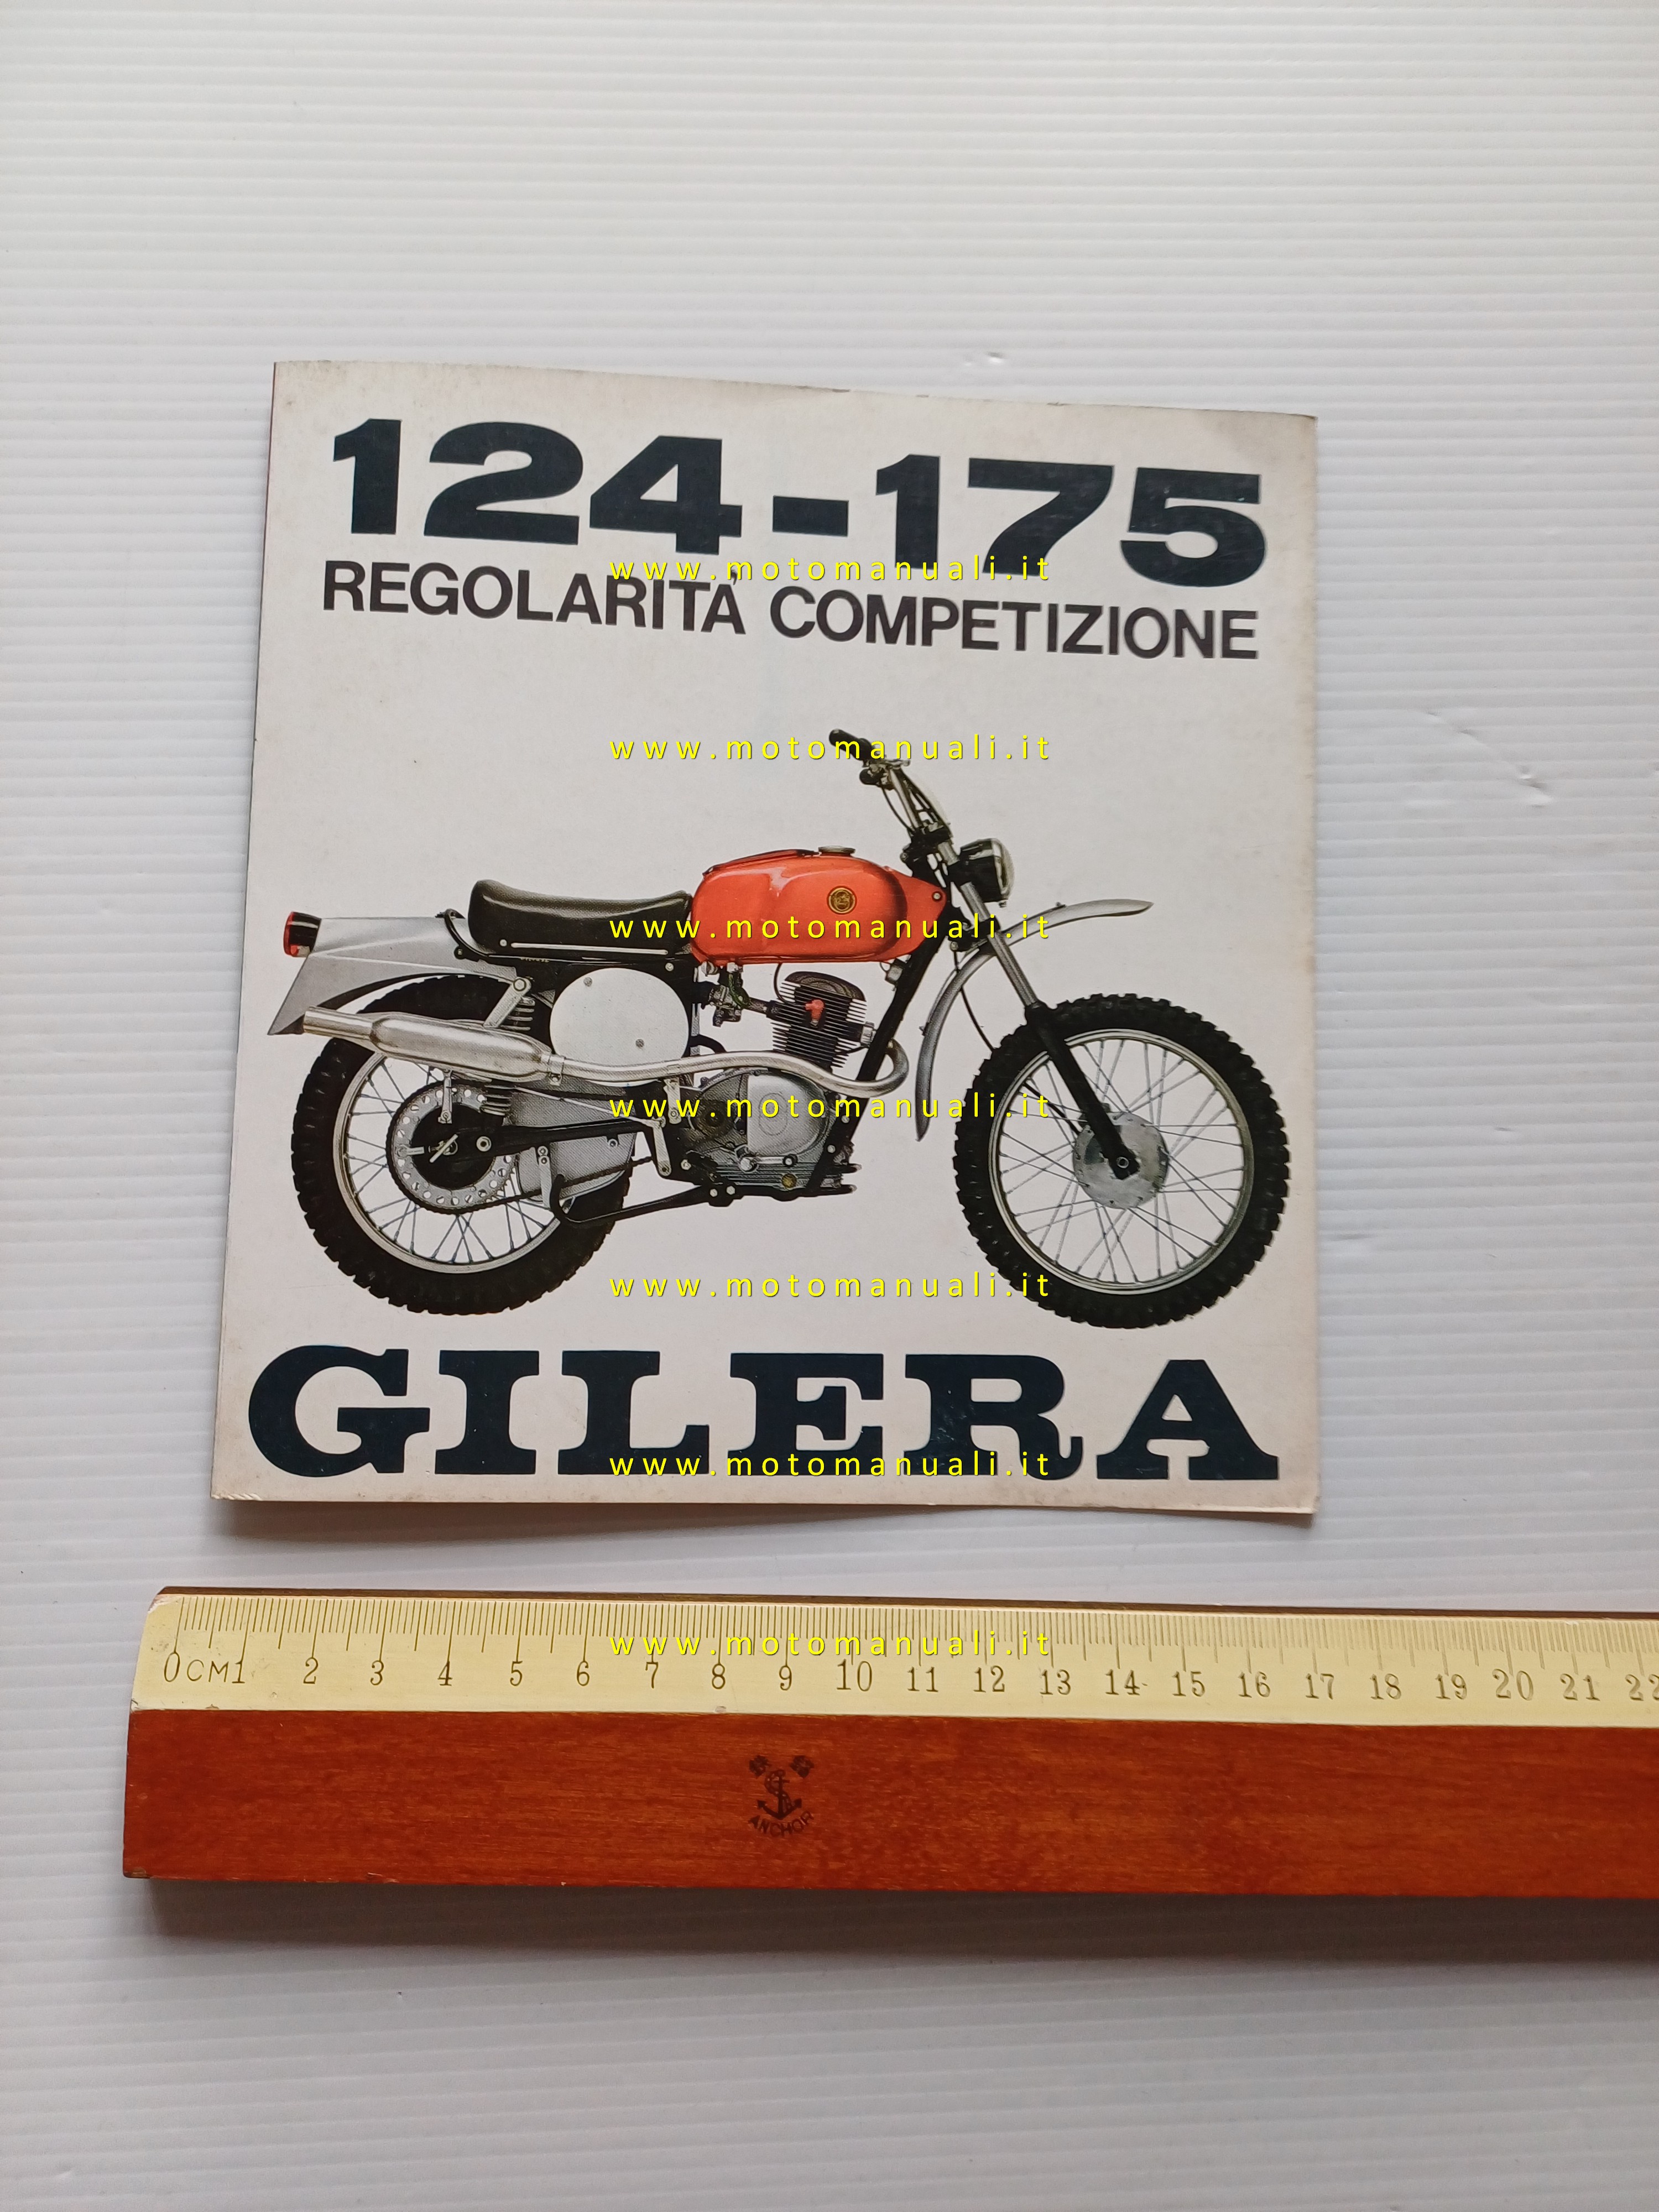 124-175
www.motomanuali.it
REGOLARITÀ COMPETIZIONE
www.motomanuali.it
www.motomanuali.it
www.motomanuali.it
www.motomanuali.it
GILERA
www.motomanuali.it
www.motomanuali.it
0CM1 2 3 4 5 6 7 8 9 10 11 12 13 14 15 16 17 18 19 20 21 22
ANCHOR